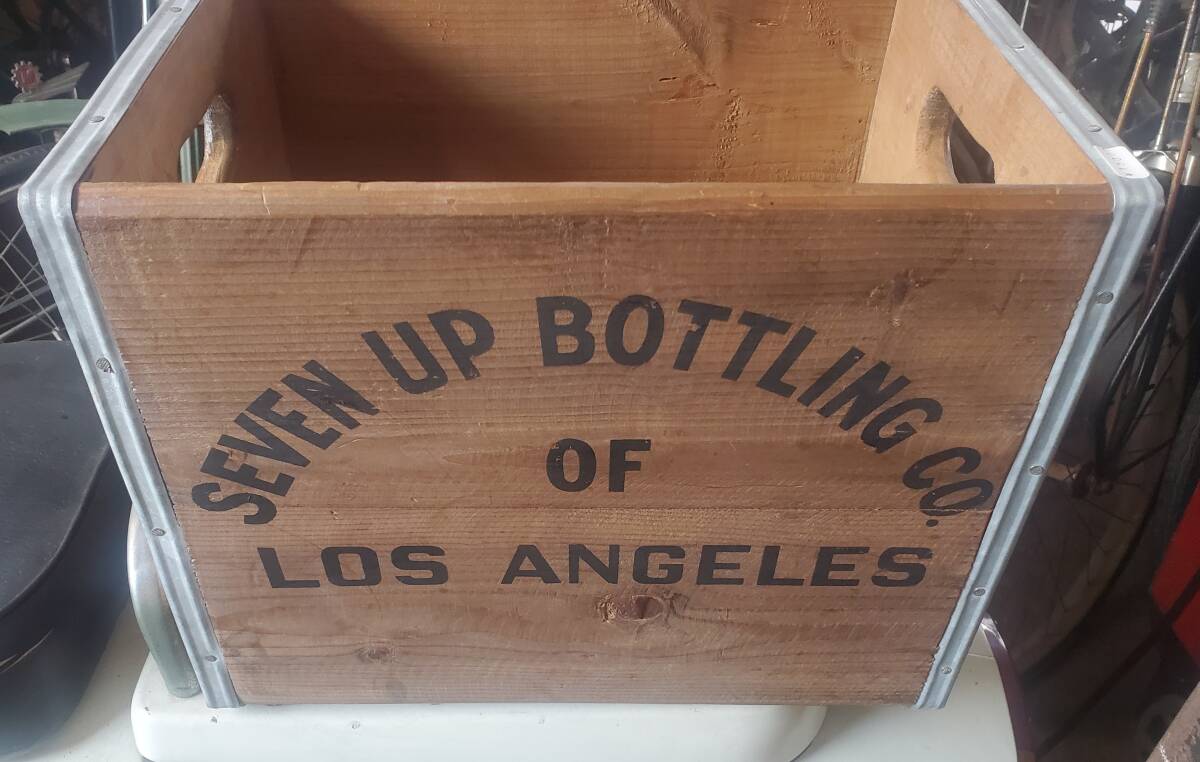 SEVEN UP BOTTLING CO.
OF
LOS ANGELES